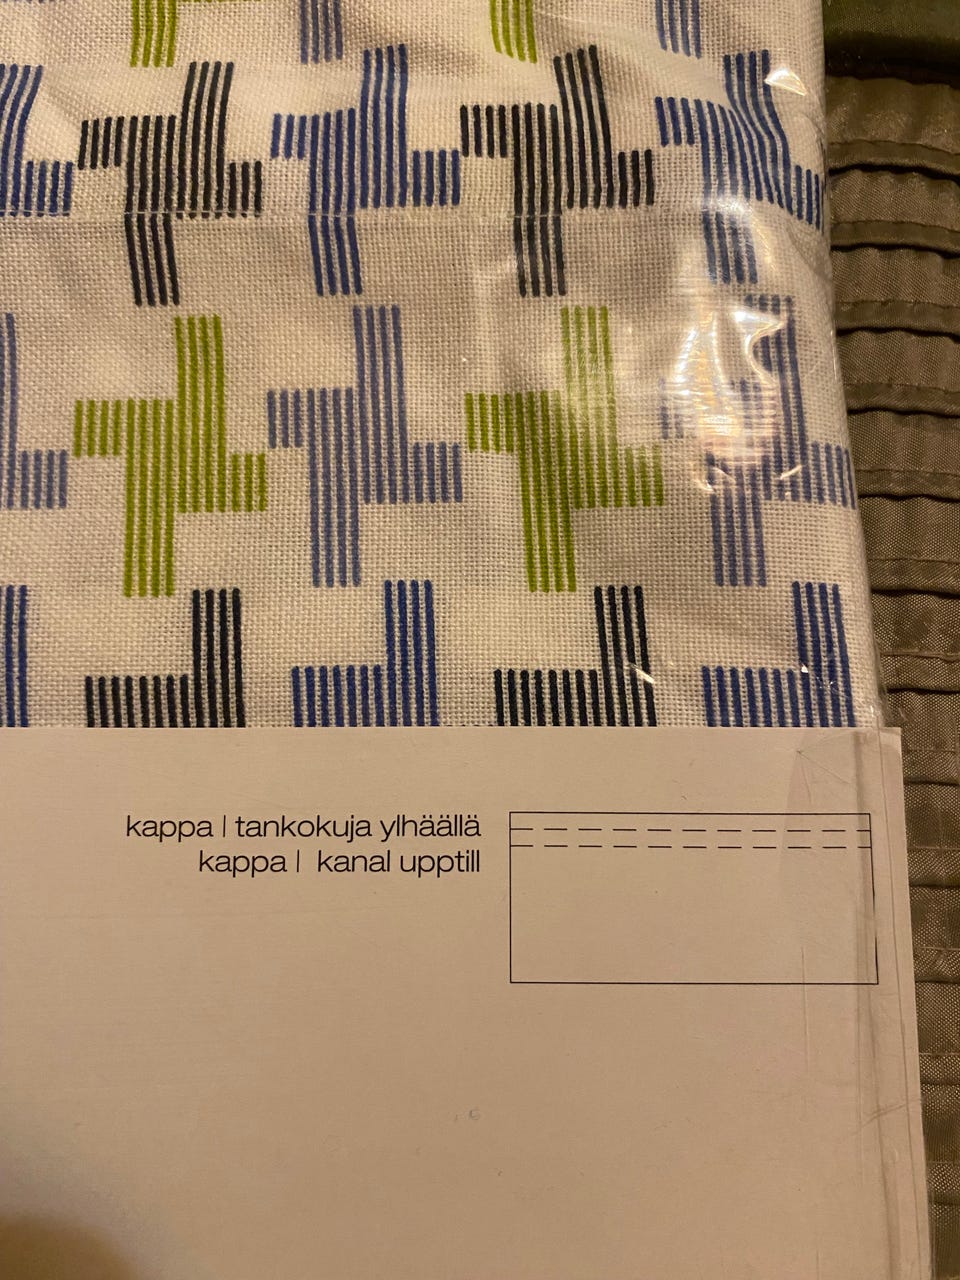 kappa | tankokuja ylhäällä
kappa | kanal upptill